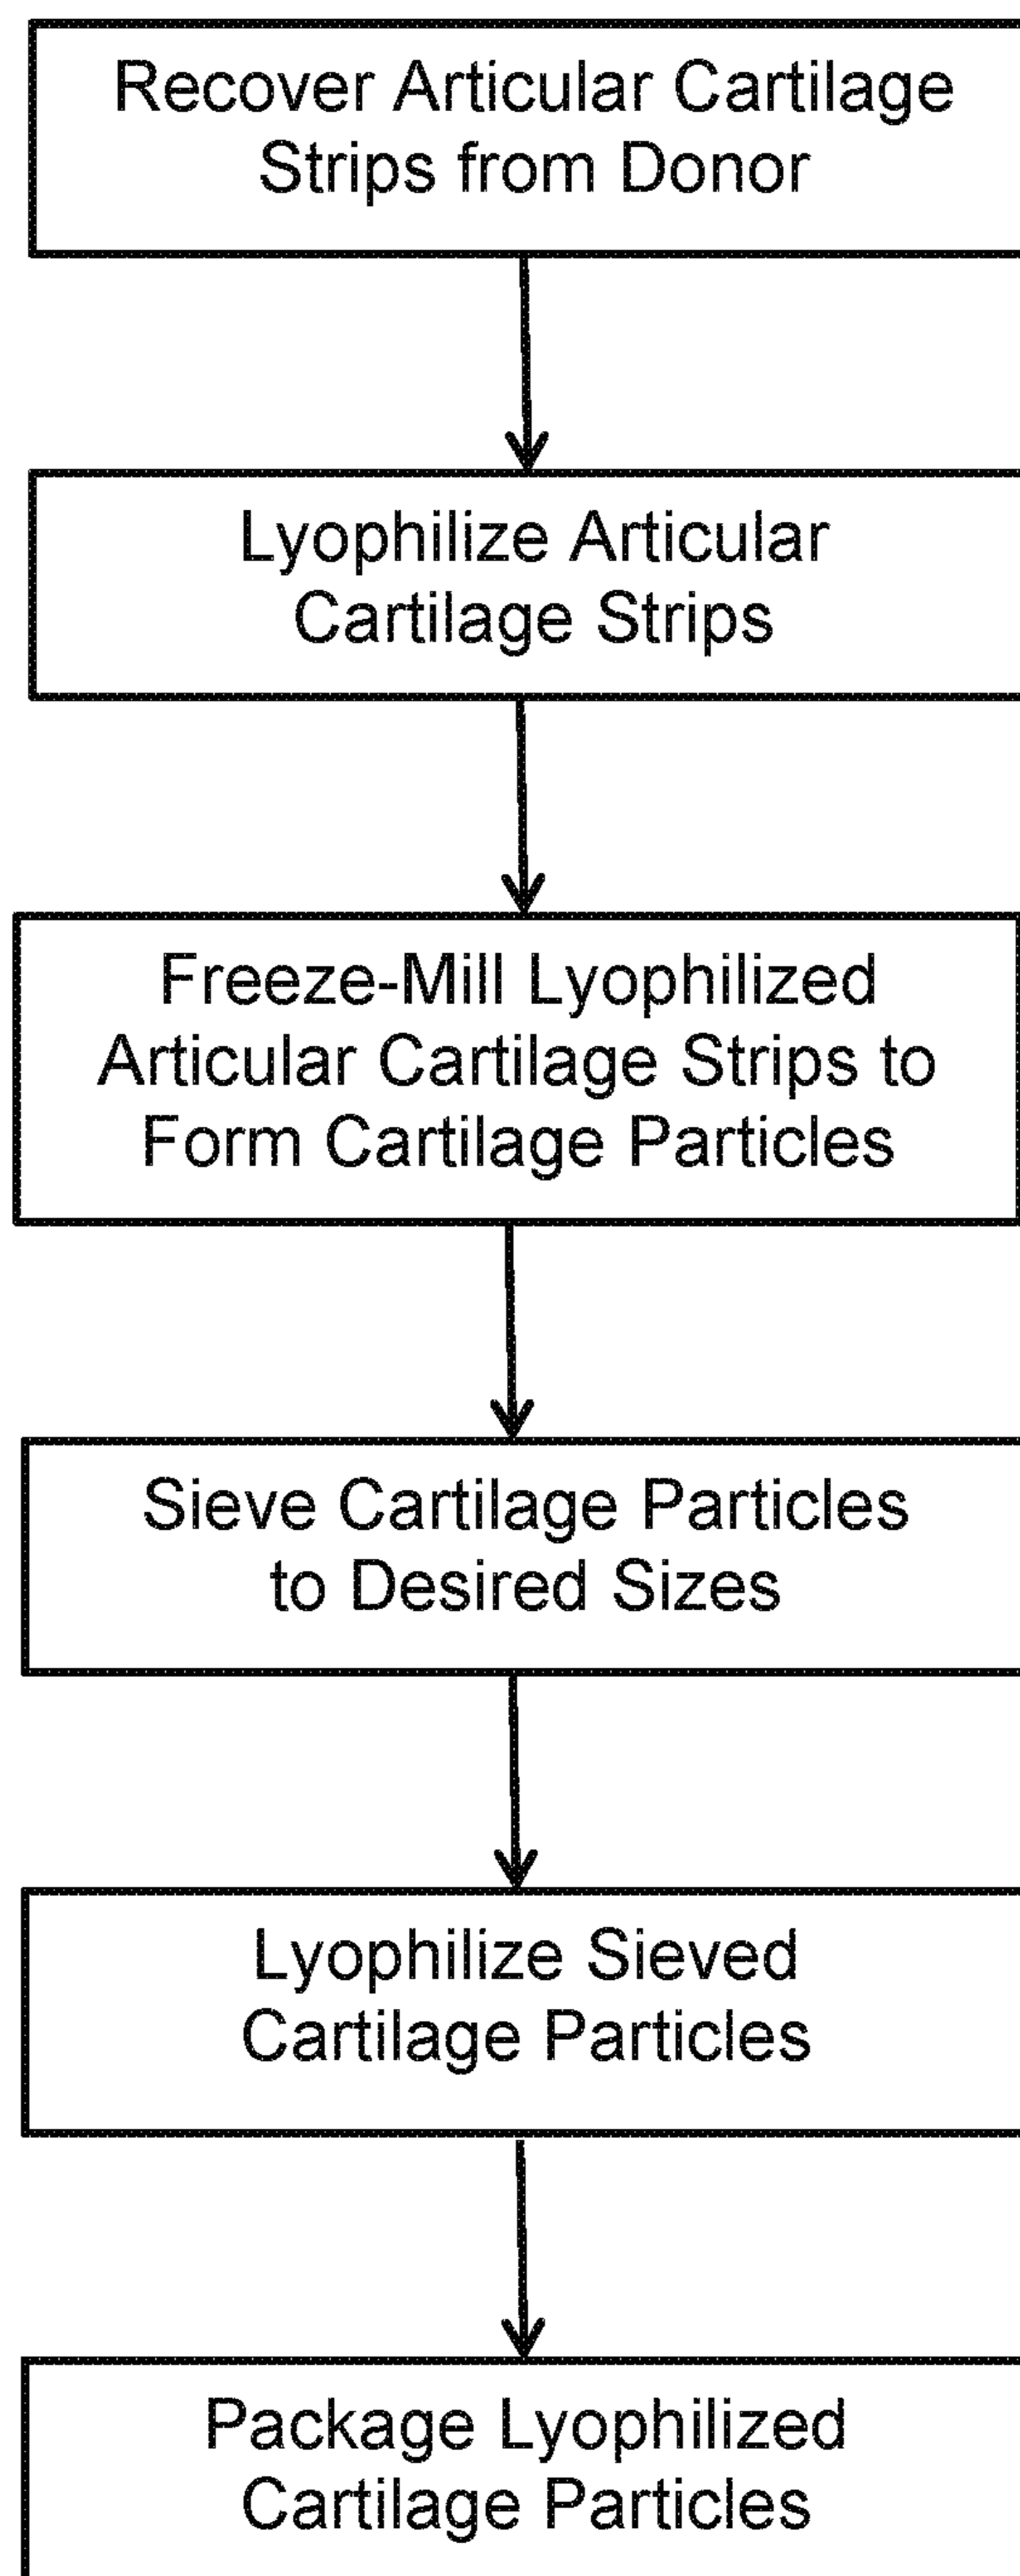 Recover Articular Cartilage
Strips from Donor
Lyophilize Articular
Cartilage Strips
Freeze-Mill Lyophilized
Articular Cartilage Strips to
Form Cartilage Particles
Sieve Cartilage Particles
to Desired Sizes
Lyophilize Sieved
Cartilage Particles
Package Lyophilized
Cartilage Particles